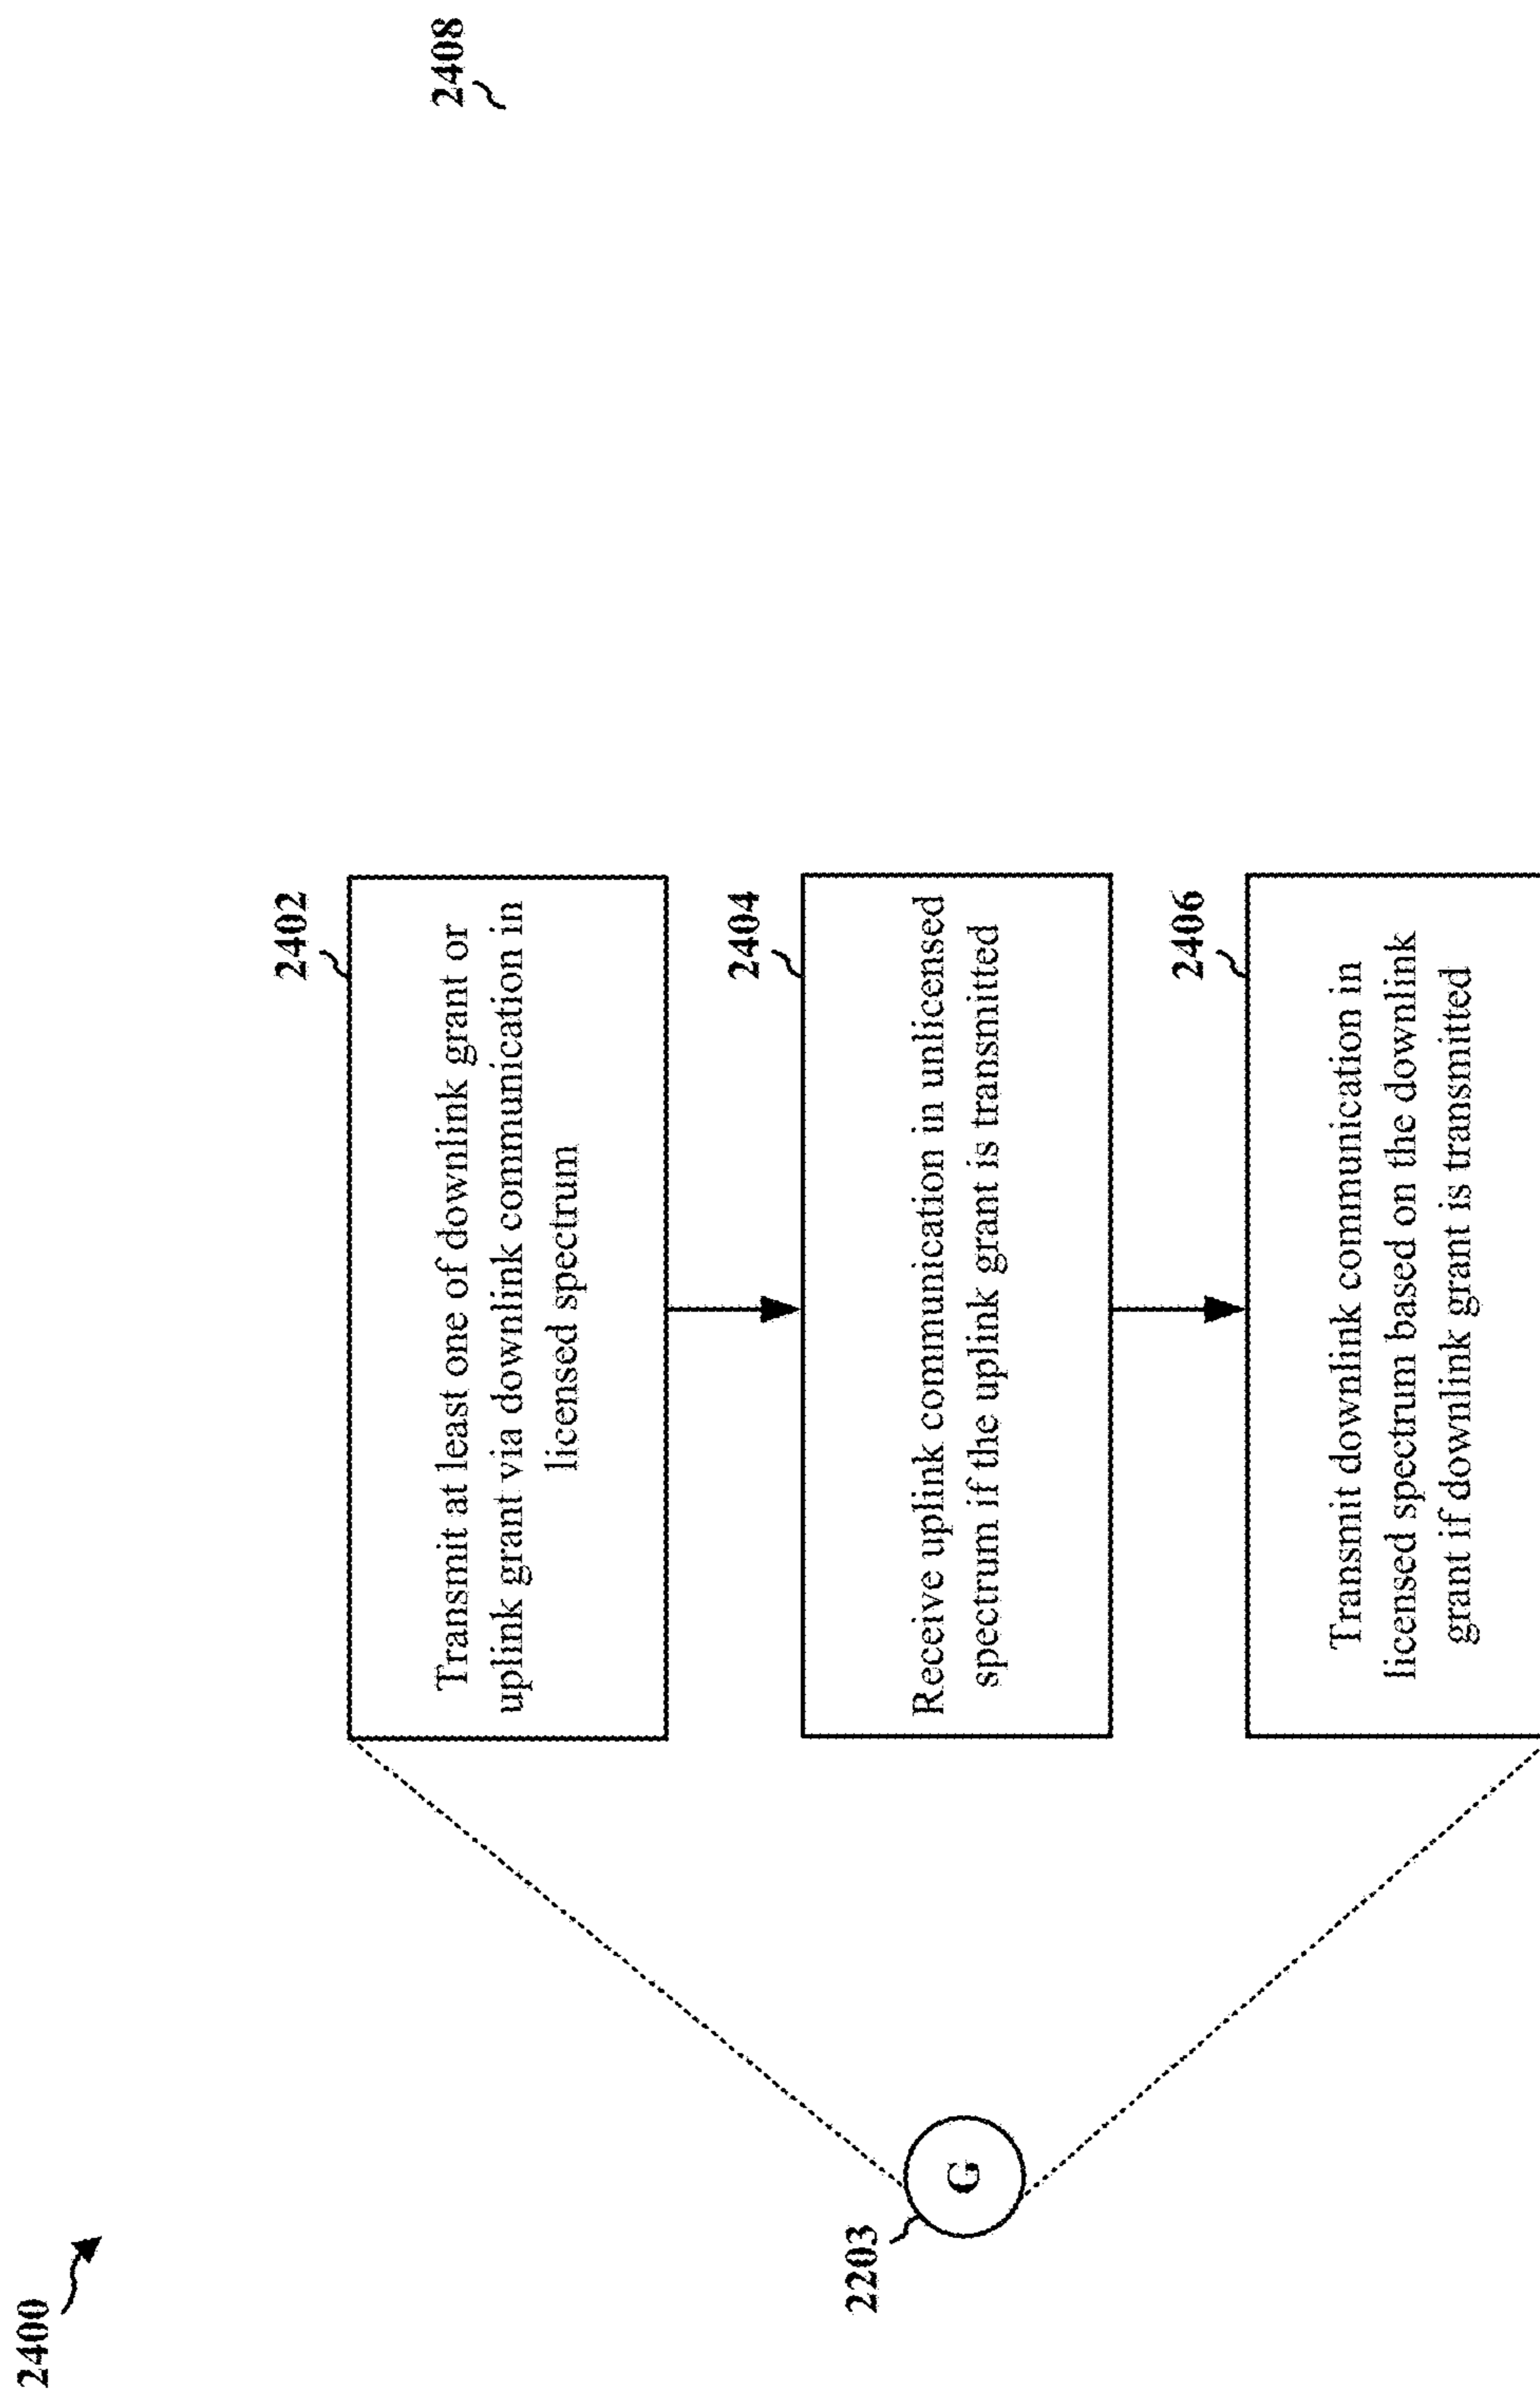 2400
2402
Transmit at least one of downlink grant or
uplink grant via downlink communication in
licensed spectrum
2408
2404
Receive uplink communication in unlicensed
spectrum if the uplink grant is transmitted
2203
G
2406
Transmit downlink communication in
licensed spectrum based on the downlink
grant if downlink grant is transmitted